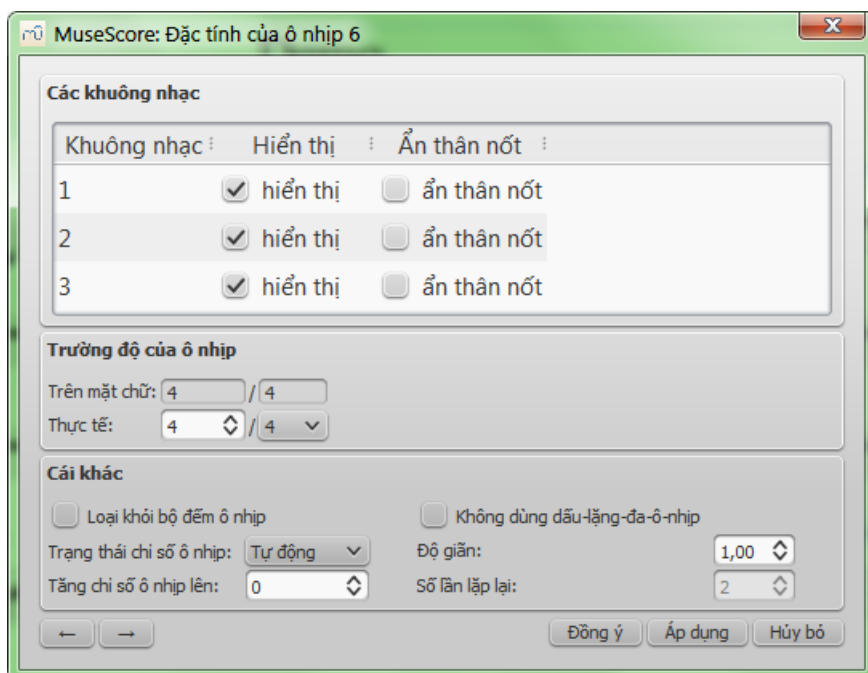 MuseScore: Đặc tính của ô nhịp 6
Các khuông nhạc
Khuông nhạc Hiển thị Ẩn thân nốt
1 hiển thị ẩn thân nốt
2 hiển thị ẩn thân nốt
3 hiển thị ẩn thân nốt
Trường độ của ô nhịp
Trên mặt chữ: 4 / 4
Thực tế: 4 / 4
Cái khác
Loại khỏi bộ đếm ô nhịp Không dùng dấu-lặng-đa-ô-nhịp
Trạng thái chỉ số ô nhịp: Tự động Độ giãn: 1,00
Tăng chỉ số ô nhịp lên: 0 Số lần lặp lại: 2
← → Đồng ý Áp dụng Hủy bỏ